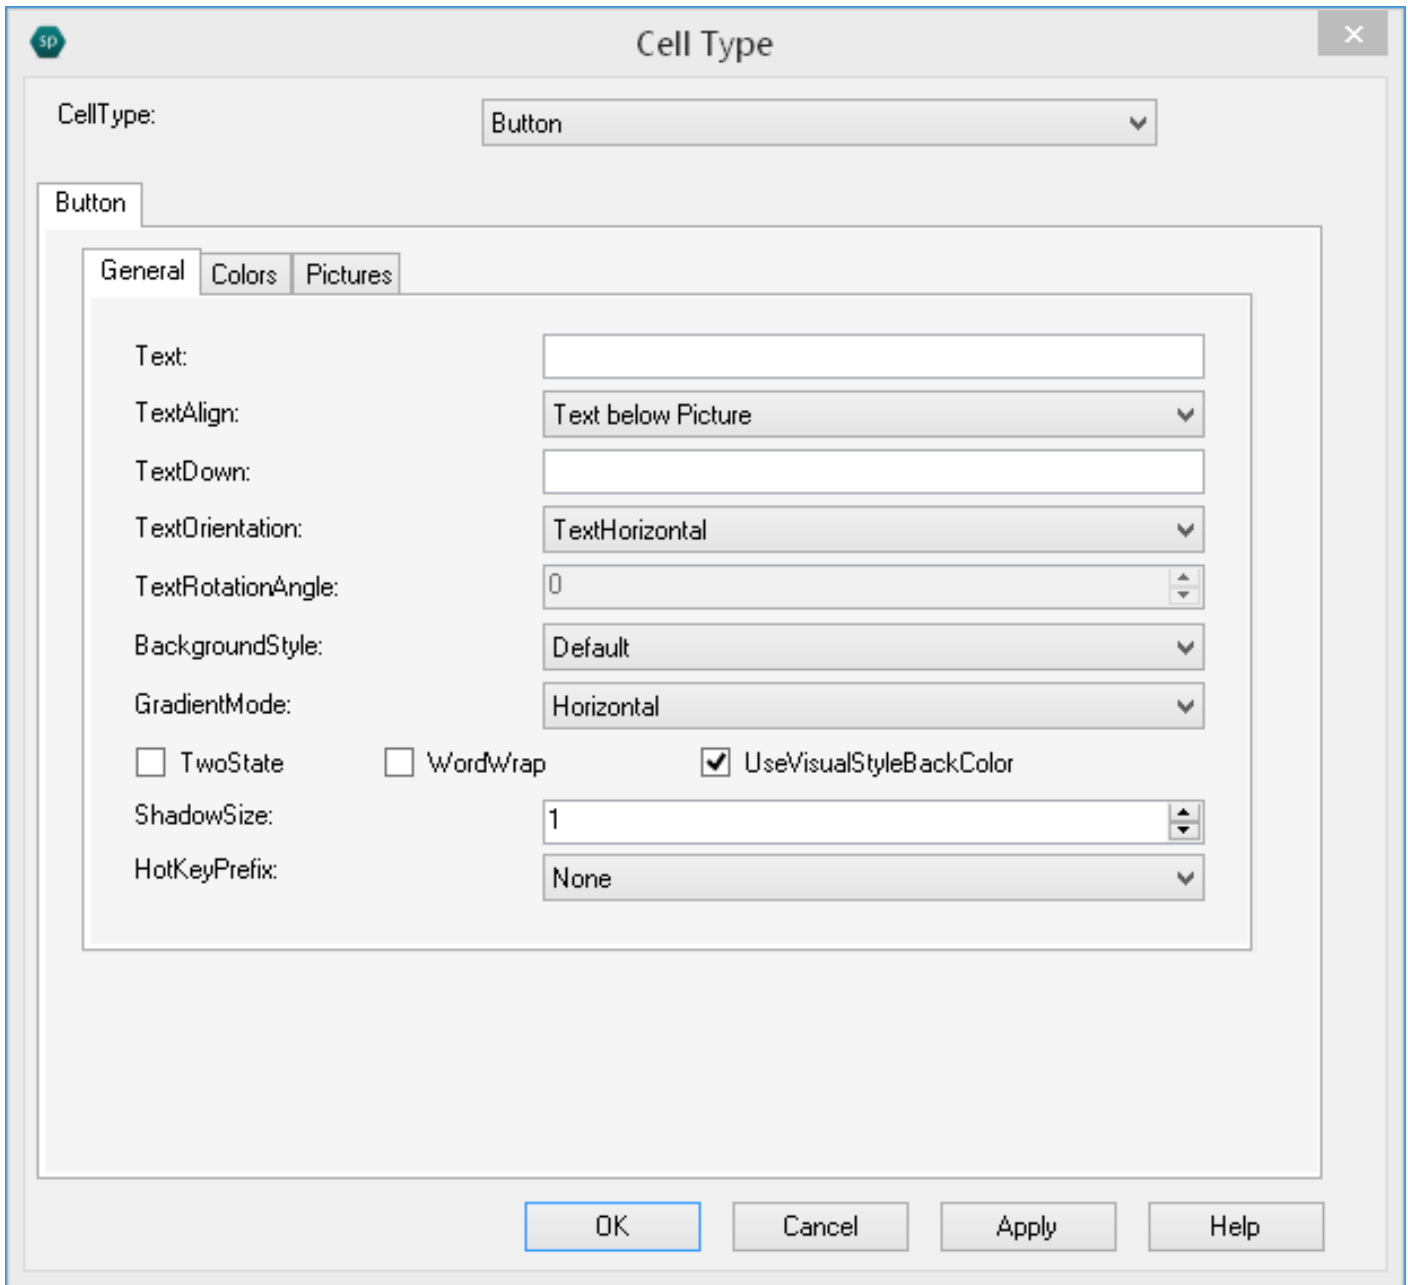 sp
Cell Type
CellType:
Button
Button
General Colors Pictures
Text:
TextAlign: Text below Picture
TextDown:
TextOrientation: TextHorizontal
TextRotationAngle: 0
BackgroundStyle: Default
GradientMode: Horizontal
TwoState WordWrap UseVisualStyleBackColor
ShadowSize: 1
HotKeyPrefix: None
OK Cancel Apply Help